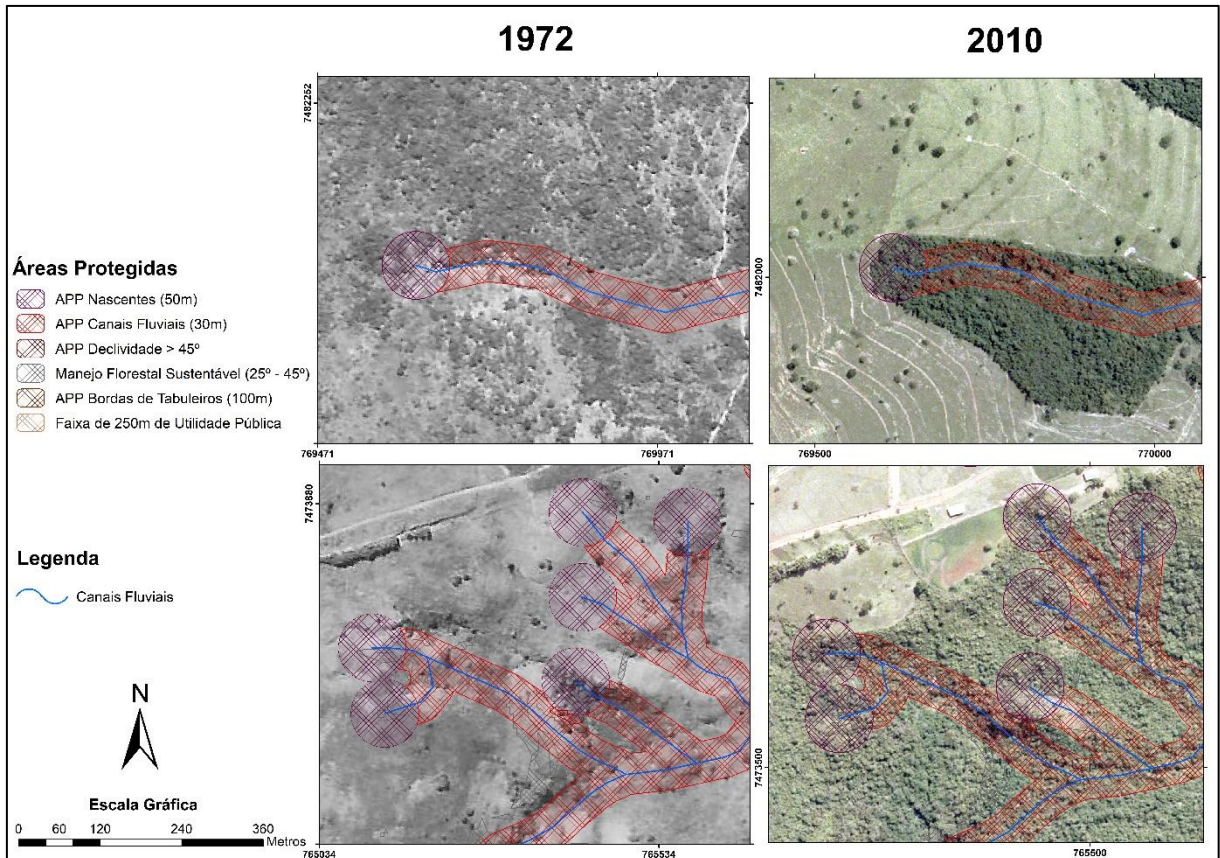 1972
2010
7482252
7482000
769471
769971
769500
770000
Áreas Protegidas
APP Nascentes (50m)
APP Canais Fluviais (30m)
APP Declividade > 45º
Manejo Florestal Sustentável (25º - 45º)
APP Bordas de Tabuleiros (100m)
Faixa de 250m de Utilidade Pública
Legenda
Canais Fluviais
N
Escala Gráfica
0 60 120 240 360
Metros
7473880
7473500
765034
765534
765500